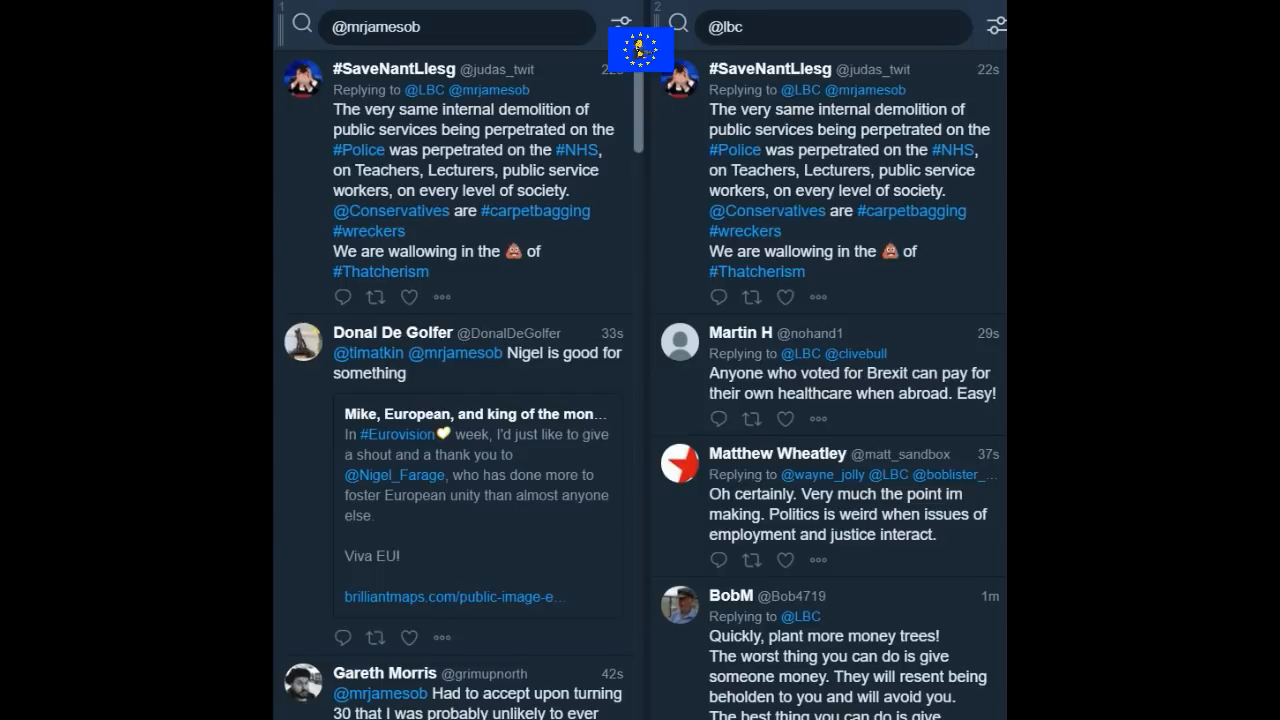 1
@mrjamesob
#SaveNantLlesg @judas_twit
Replying to @LBC @mrjamesob
The very same internal demolition of
public services being perpetrated on the
#Police was perpetrated on the #NHS,
on Teachers, Lecturers, public service
workers, on every level of society.
@Conservatives are #carpetbagging
#wreckers
We are wallowing in the 💩 of
#Thatcherism
Donal De Golfer @DonalDeGolfer 33s
@tlmatkin @mrjamesob Nigel is good for
something
Mike, European, and king of the mon...
In #Eurovision💛 week, I'd just like to give
a shout and a thank you to
@Nigel_Farage, who has done more to
foster European unity than almost anyone
else.
Viva EU!
brilliantmaps.com/public-image-e...
Gareth Morris @grimupnorth 42s
@mrjamesob Had to accept upon turning
30 that I was probably unlikely to ever
2
@lbc
#SaveNantLlesg @judas_twit 22s
Replying to @LBC @mrjamesob
The very same internal demolition of
public services being perpetrated on the
#Police was perpetrated on the #NHS,
on Teachers, Lecturers, public service
workers, on every level of society.
@Conservatives are #carpetbagging
#wreckers
We are wallowing in the 💩 of
#Thatcherism
Martin H @nohand1 29s
Replying to @LBC @clivebull
Anyone who voted for Brexit can pay for
their own healthcare when abroad. Easy!
Matthew Wheatley @matt_sandbox 37s
Replying to @wayne_jolly @LBC @boblister_...
Oh certainly. Very much the point im
making. Politics is weird when issues of
employment and justice interact.
BobM @Bob4719 1m
Replying to @LBC
Quickly, plant more money trees!
The worst thing you can do is give
someone money. They will resent being
beholden to you and will avoid you.
The best thing you can do is give